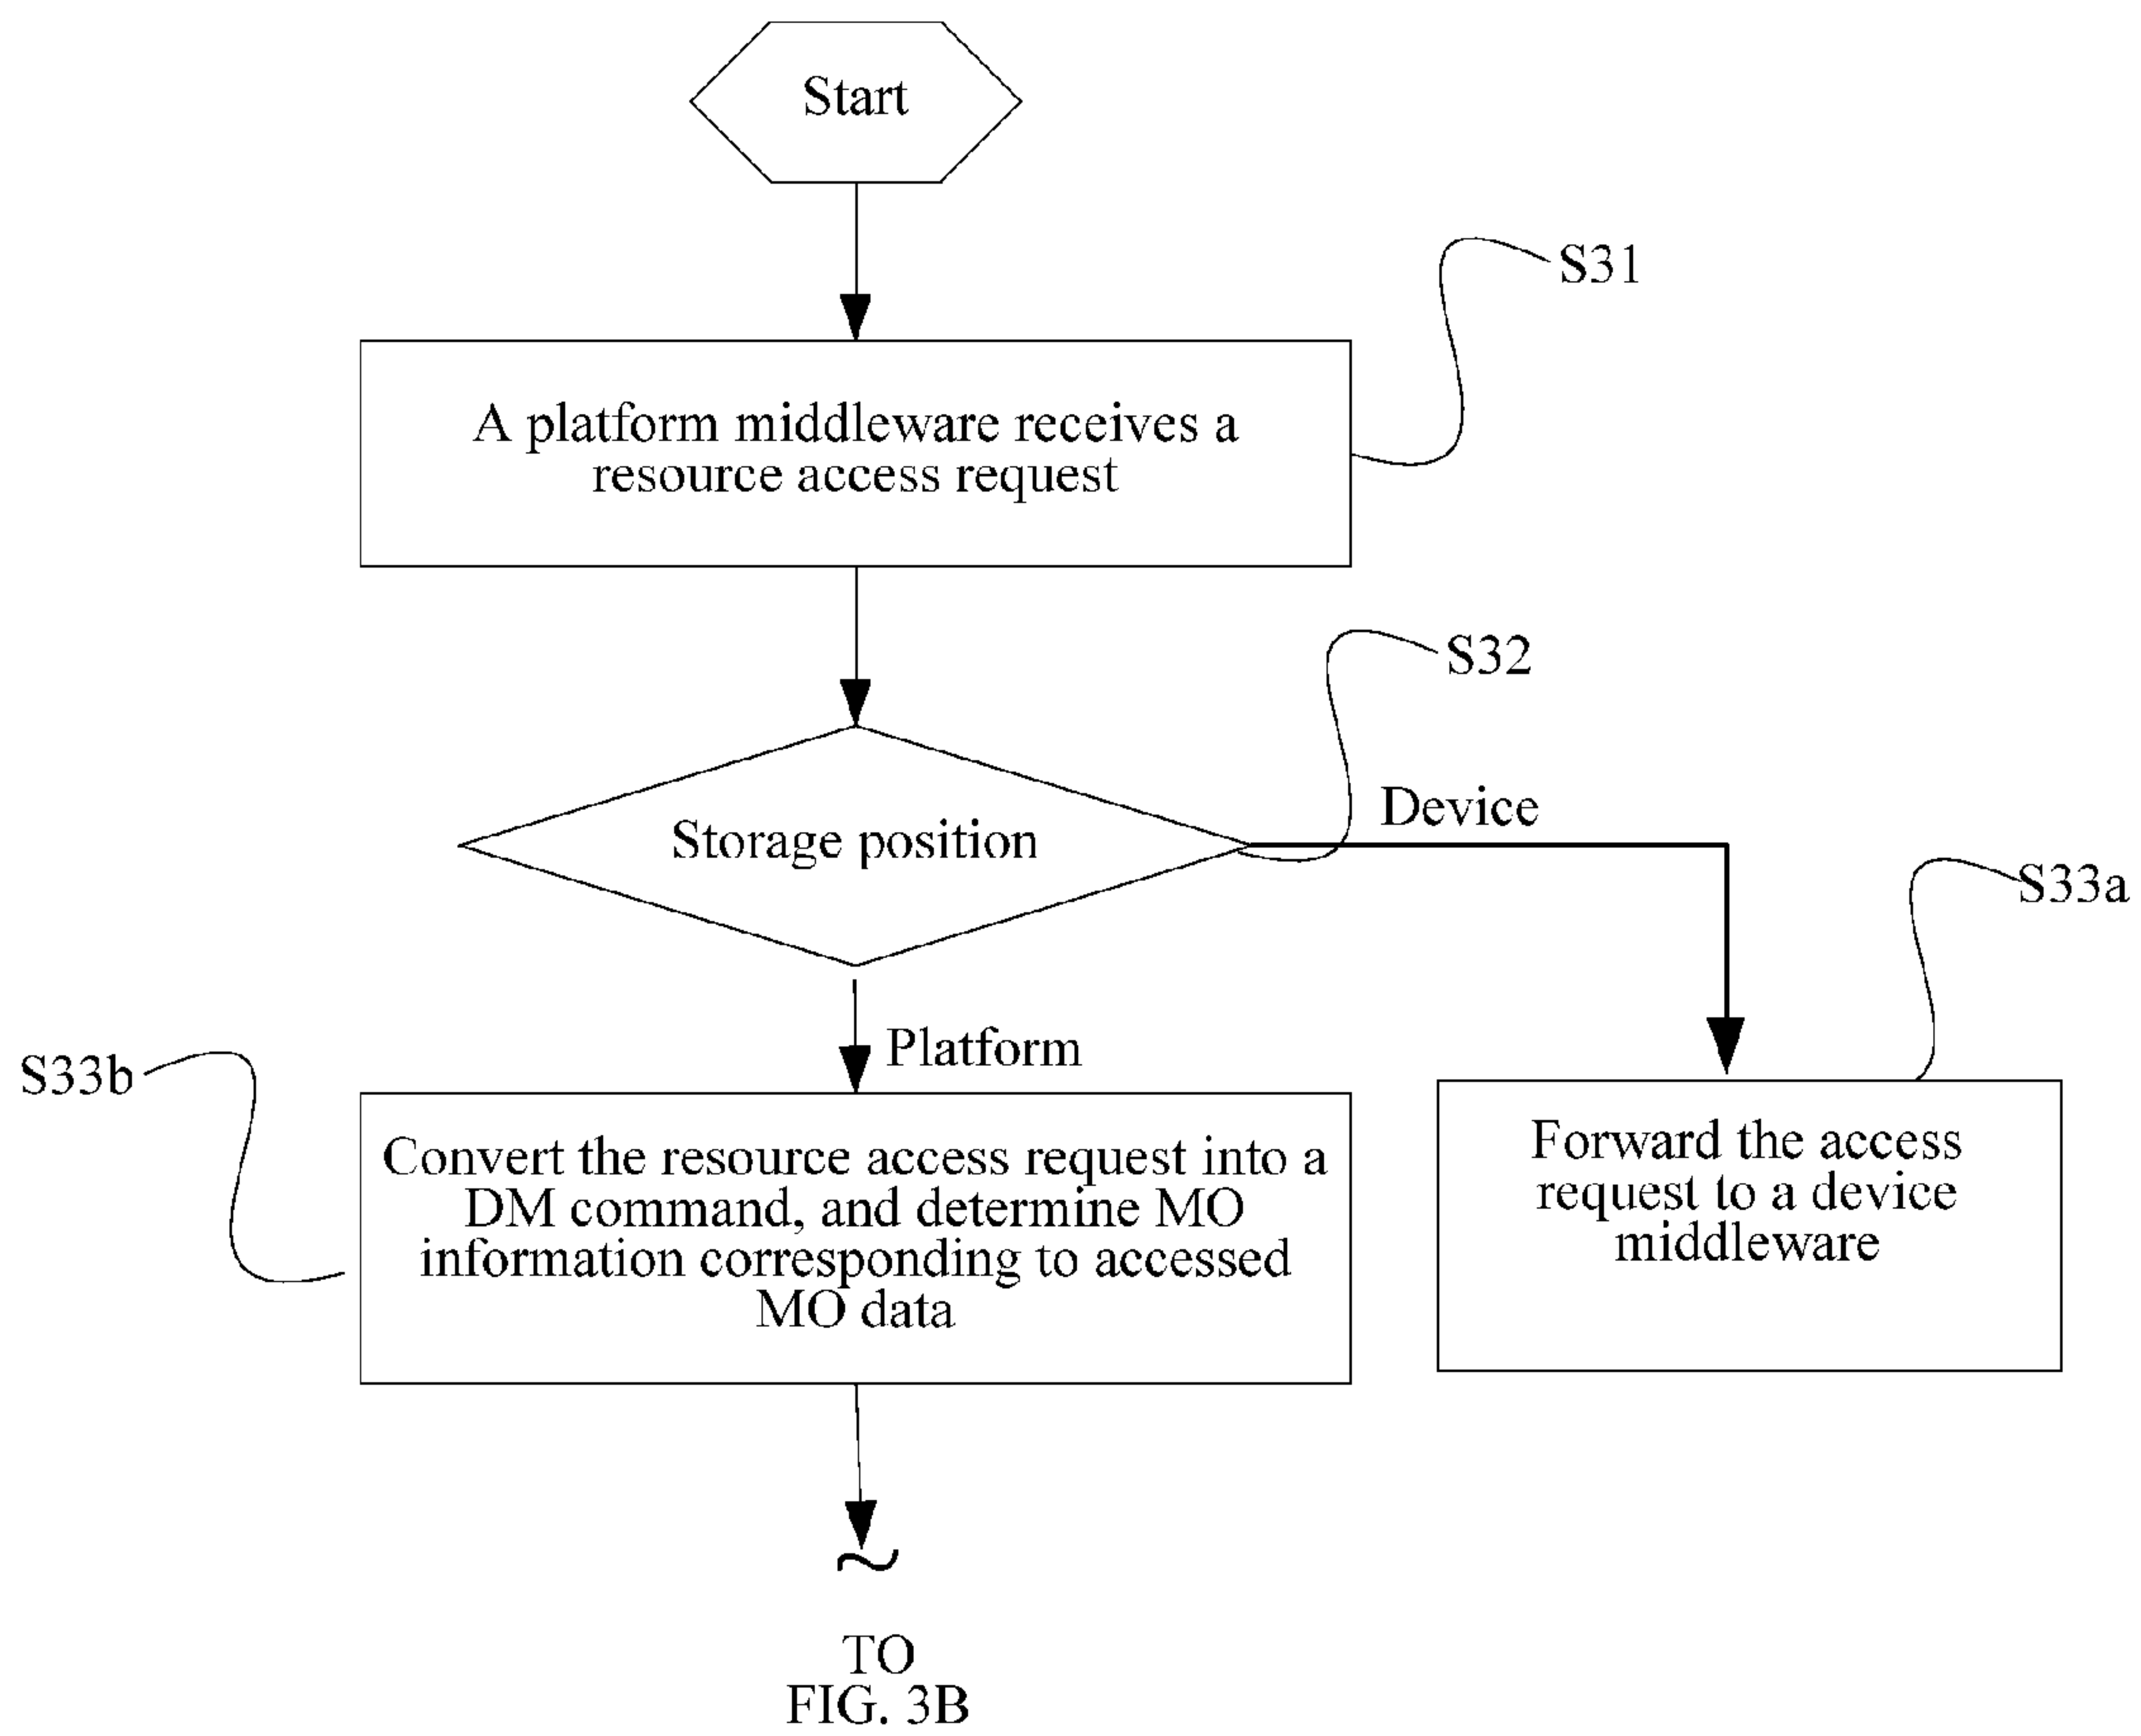 Start
S31
A platform middleware receives a
resource access request
S32
Device
Storage position
S33a
Platform
S33b
Forward the access
request to a device
middleware
Convert the resource access request into a
DM command, and determine MO
information corresponding to accessed
MO data
TO
FIG. 3B